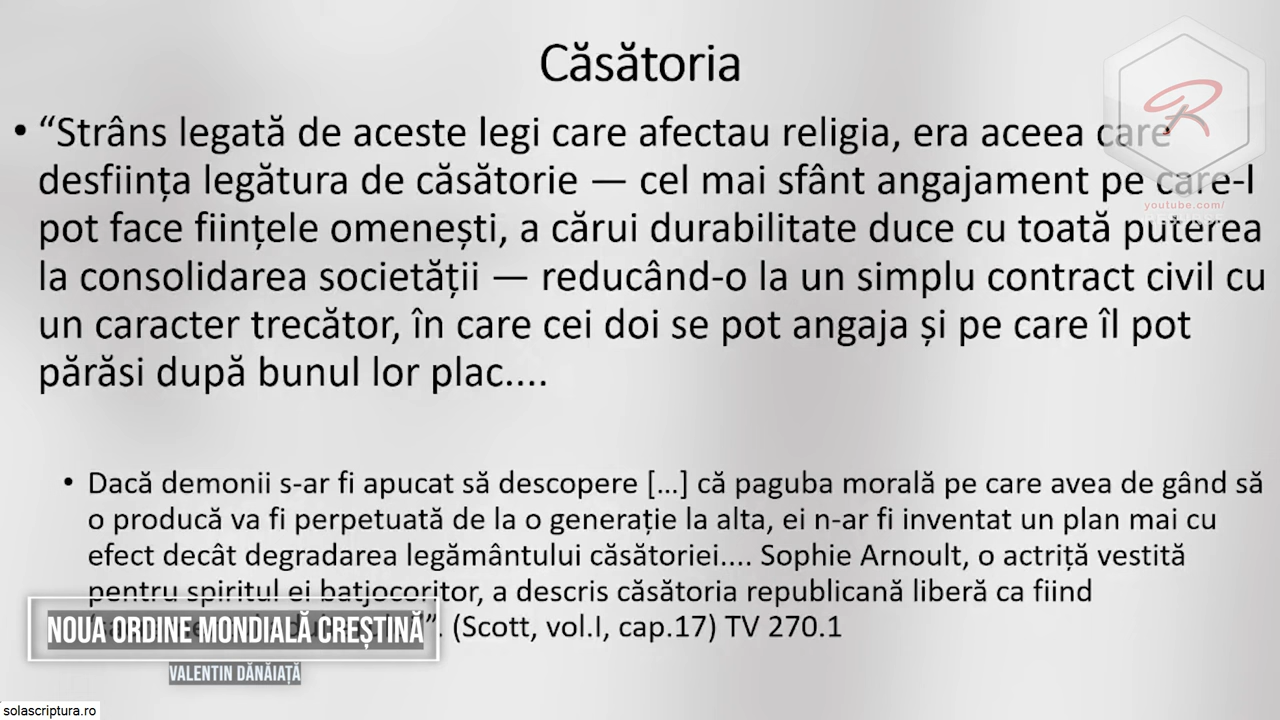 Căsătoria
• “Strâns legată de aceste legi care afectau religia, era aceea care
desființa legătura de căsătorie — cel mai sfânt angajament pe care-l
pot face ființele omenești, a cărui durabilitate duce cu toată puterea
la consolidarea societății — reducând-o la un simplu contract civil cu
un caracter trecător, în care cei doi se pot angaja și pe care îl pot
părăsi după bunul lor plac....
• Dacă demonii s-ar fi apucat să descopere [...] că paguba morală pe care avea de gând să
o producă va fi perpetuată de la o generație la alta, ei n-ar fi inventat un plan mai cu
efect decât degradarea legământului căsătoriei.... Sophie Arnoult, o actriță vestită
pentru spiritul ei batjocoritor, a descris căsătoria republicană liberă ca fiind
”. (Scott, vol.I, cap.17) TV 270.1
R
youtube.com/
NOUA ORDINE MONDIALĂ CREȘTINĂ
VALENTIN DĂNĂIAȚĂ
solascriptura.ro